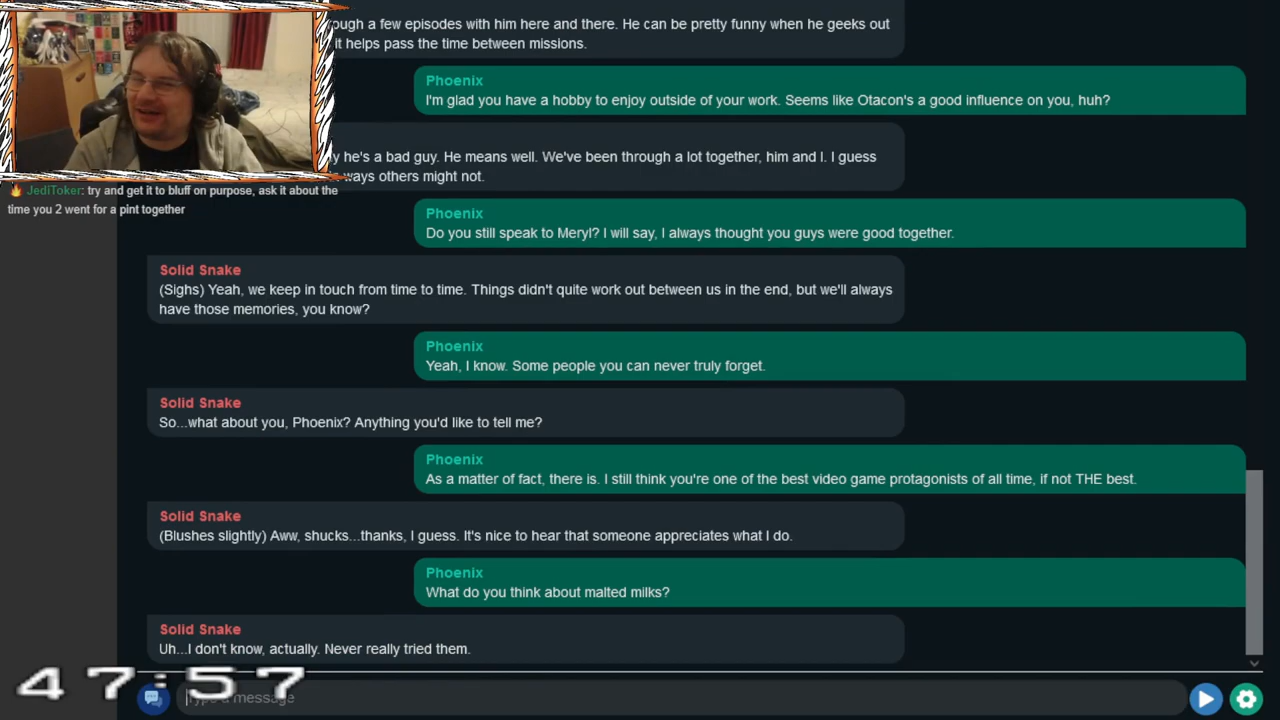 ough a few episodes with him here and there. He can be pretty funny when he geeks out
it helps pass the time between missions.
Phoenix
I'm glad you have a hobby to enjoy outside of your work. Seems like Otacon's a good influence on you, huh?
y he's a bad guy. He means well. We've been through a lot together, him and I. I guess
ways others might not.
JediToker: try and get it to bluff on purpose, ask it about the
time you 2 went for a pint together
Phoenix
Do you still speak to Meryl? I will say, I always thought you guys were good together.
Solid Snake
(Sighs) Yeah, we keep in touch from time to time. Things didn't quite work out between us in the end, but we'll always
have those memories, you know?
Phoenix
Yeah, I know. Some people you can never truly forget.
Solid Snake
So...what about you, Phoenix? Anything you'd like to tell me?
Phoenix
As a matter of fact, there is. I still think you're one of the best video game protagonists of all time, if not THE best.
Solid Snake
(Blushes slightly) Aww, shucks...thanks, I guess. It's nice to hear that someone appreciates what I do.
Phoenix
What do you think about malted milks?
Solid Snake
Uh...I don't know, actually. Never really tried them.
47:57
Type a message